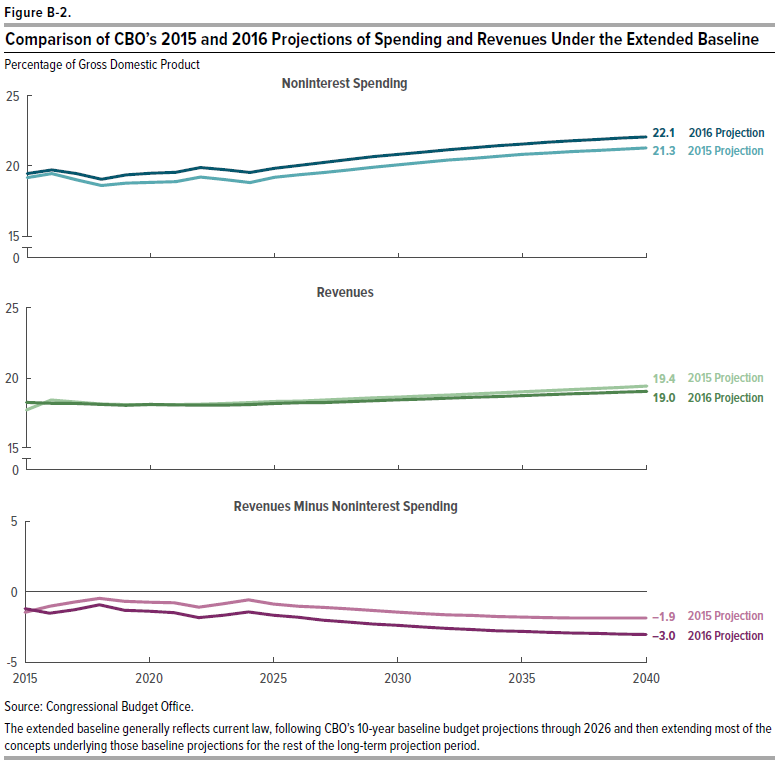 Figure B-2.
Comparison of CBO's 2015 and 2016 Projections of Spending and Revenues Under the Extended Baseline
Percentage of Gross Domestic Product
Noninterest Spending
25
20
15
0
22.1 2016 Projection
21.3 2015 Projection
Revenues
25
20
15
0
19.4 2015 Projection
19.0 2016 Projection
Revenues Minus Noninterest Spending
5
0
-5
−1.9 2015 Projection
−3.0 2016 Projection
2015 2020 2025 2030 2035 2040
Source: Congressional Budget Office.
The extended baseline generally reflects current law, following CBO's 10-year baseline budget projections through 2026 and then extending most of the
concepts underlying those baseline projections for the rest of the long-term projection period.